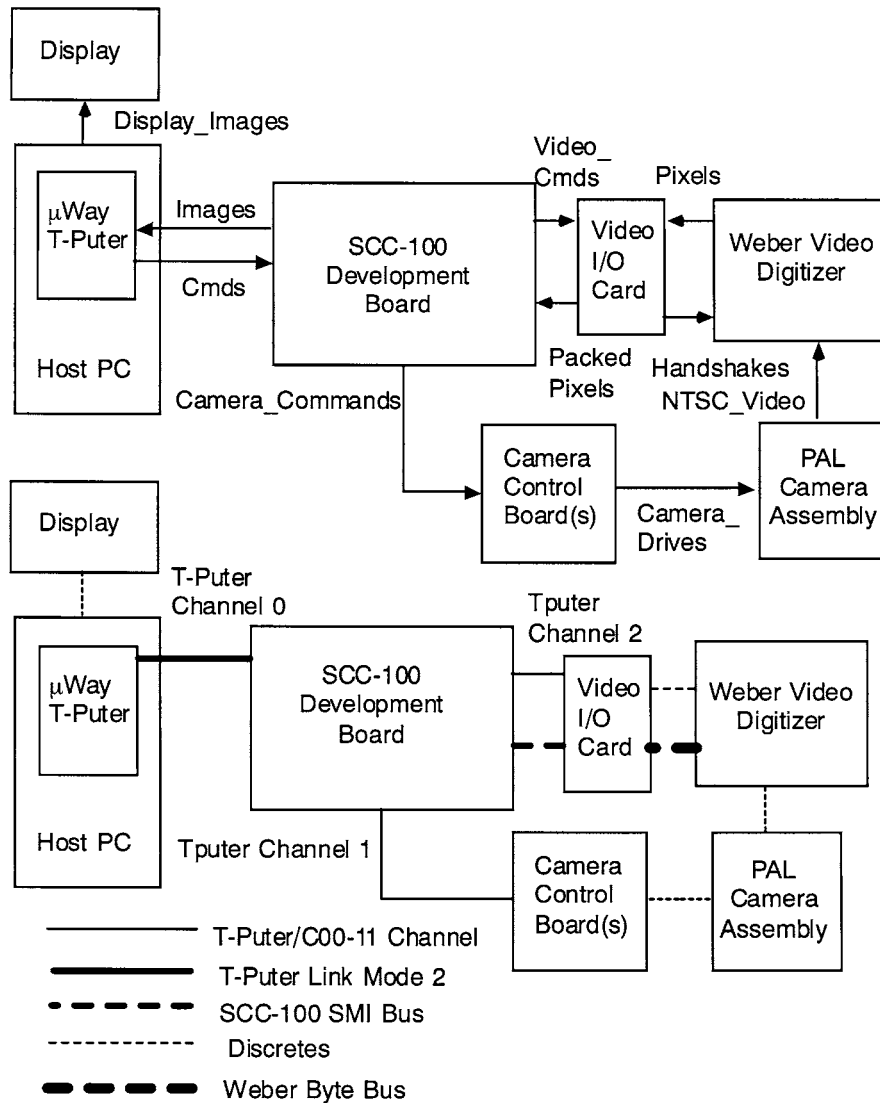 Display
Display_Images
μWay
T-Puter
Host PC
Images
Cmds
SCC-100
Development
Board
Video_
Cmds
Pixels
Video
I/O
Card
Weber Video
Digitizer
Packed
Pixels
Handshakes
NTSC_Video
Camera_Commands
Camera
Control
Board(s)
Camera_
Drives
PAL
Camera
Assembly
Display
T-Puter
Channel 0
μWay
T-Puter
Host PC
SCC-100
Development
Board
Tputer
Channel 2
Video
I/O
Card
Weber Video
Digitizer
Tputer Channel 1
Camera
Control
Board(s)
PAL
Camera
Assembly
T-Puter/C00-11 Channel
T-Puter Link Mode 2
SCC-100 SMI Bus
Discretes
Weber Byte Bus